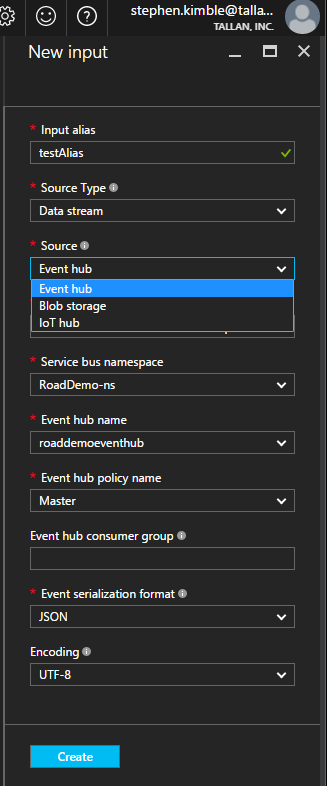 stephen.kimble@talla...
TALLAN, INC.
New input
* Input alias
testAlias
* Source Type
Data stream
* Source
Event hub
Event hub
Blob storage
IoT hub
* Service bus namespace
RoadDemo-ns
* Event hub name
roaddemoeventhub
* Event hub policy name
Master
Event hub consumer group
* Event serialization format
JSON
Encoding
UTF-8
Create